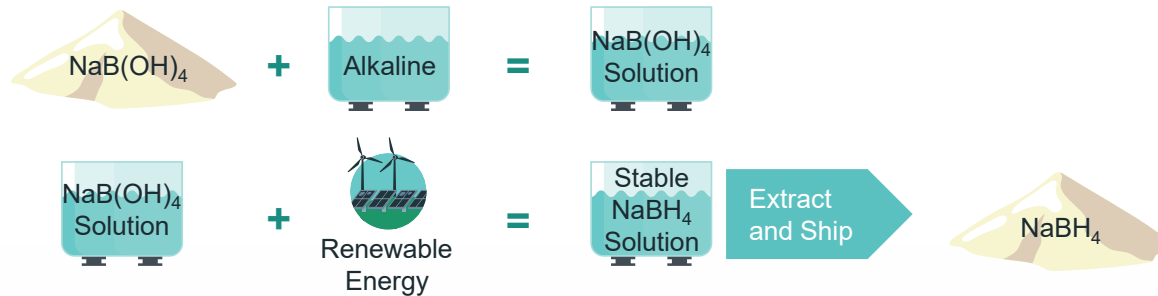 NaB(OH)₄
+
Alkaline
=
NaB(OH)₄
Solution
NaB(OH)₄
Solution
+
Renewable
Energy
=
Stable
NaBH₄
Solution
Extract
and Ship
NaBH₄